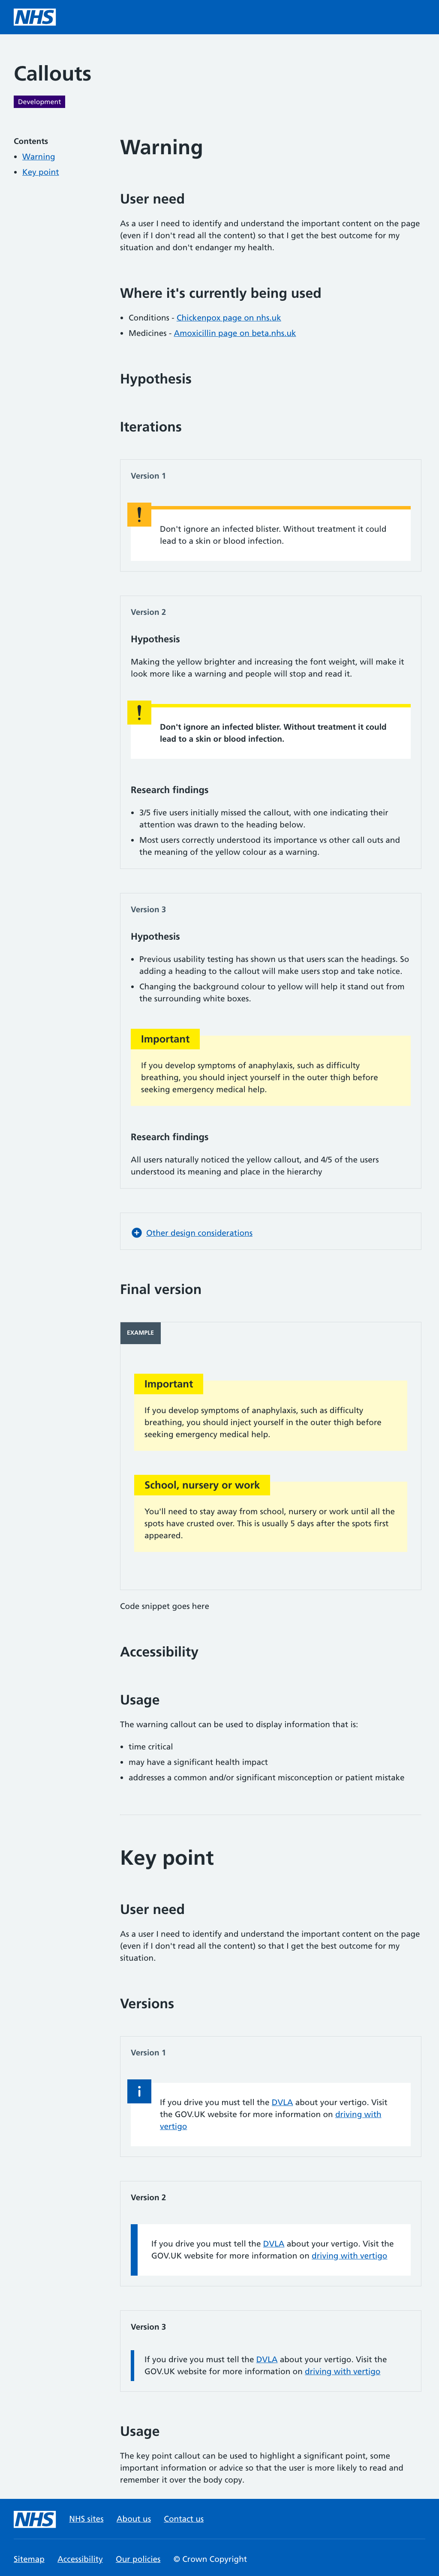 NHS
Callouts
Development
Contents
Warning
Key point
Warning
User need
As a user I need to identify and understand the important content on the page
(even if I don't read all the content) so that I get the best outcome for my
situation and don't endanger my health.
Where it's currently being used
Conditions - Chickenpox page on nhs.uk
Medicines - Amoxicillin page on beta.nhs.uk
Hypothesis
Iterations
Version 1
!
Don't ignore an infected blister. Without treatment it could
lead to a skin or blood infection.
Version 2
Hypothesis
Making the yellow brighter and increasing the font weight, will make it
look more like a warning and people will stop and read it.
!
Don't ignore an infected blister. Without treatment it could
lead to a skin or blood infection.
Research findings
3/5 five users initially missed the callout, with one indicating their
attention was drawn to the heading below.
Most users correctly understood its importance vs other call outs and
the meaning of the yellow colour as a warning.
Version 3
Hypothesis
Previous usability testing has shown us that users scan the headings. So
adding a heading to the callout will make users stop and take notice.
Changing the background colour to yellow will help it stand out from
the surrounding white boxes.
Important
If you develop symptoms of anaphylaxis, such as difficulty
breathing, you should inject yourself in the outer thigh before
seeking emergency medical help.
Research findings
All users naturally noticed the yellow callout, and 4/5 of the users
understood its meaning and place in the hierarchy
Other design considerations
Final version
EXAMPLE
Important
If you develop symptoms of anaphylaxis, such as difficulty
breathing, you should inject yourself in the outer thigh before
seeking emergency medical help.
School, nursery or work
You'll need to stay away from school, nursery or work until all the
spots have crusted over. This is usually 5 days after the spots first
appeared.
Code snippet goes here
Accessibility
Usage
The warning callout can be used to display information that is:
time critical
may have a significant health impact
addresses a common and/or significant misconception or patient mistake
Key point
User need
As a user I need to identify and understand the important content on the page
(even if I don't read all the content) so that I get the best outcome for my
situation.
Versions
Version 1
i
If you drive you must tell the DVLA about your vertigo. Visit
the GOV.UK website for more information on driving with
vertigo
Version 2
If you drive you must tell the DVLA about your vertigo. Visit the
GOV.UK website for more information on driving with vertigo
Version 3
If you drive you must tell the DVLA about your vertigo. Visit the
GOV.UK website for more information on driving with vertigo
Usage
The key point callout can be used to highlight a significant point, some
important information or advice so that the user is more likely to read and
remember it over the body copy.
NHS NHS sites About us Contact us
Sitemap Accessibility Our policies © Crown Copyright